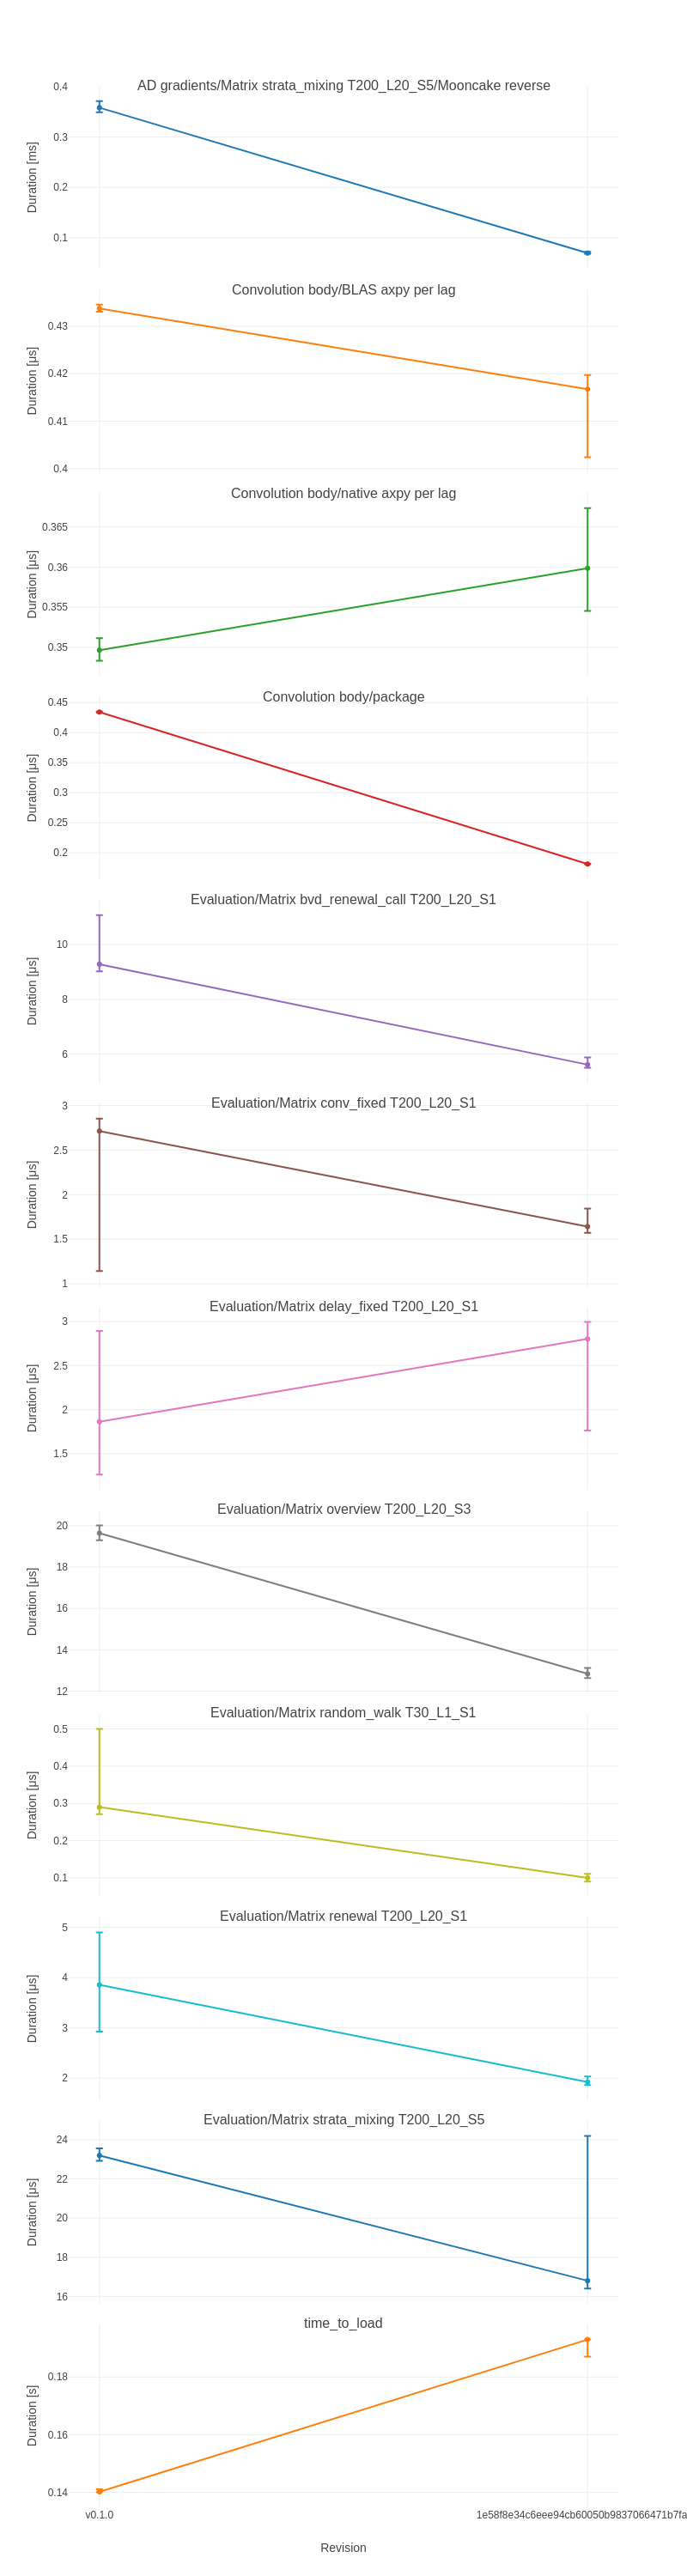 AD gradients/Matrix strata_mixing T200_L20_S5/Mooncake reverse
0.4
0.3
0.2
0.1
Duration [ms]
Convolution body/BLAS axpy per lag
0.43
0.42
0.41
0.4
Duration [μs]
Convolution body/native axpy per lag
0.365
0.36
0.355
0.35
Duration [μs]
Convolution body/package
0.45
0.4
0.35
0.3
0.25
0.2
Duration [μs]
Evaluation/Matrix bvd_renewal_call T200_L20_S1
10
8
6
Duration [μs]
Evaluation/Matrix conv_fixed T200_L20_S1
3
2.5
2
1.5
1
Duration [μs]
Evaluation/Matrix delay_fixed T200_L20_S1
3
2.5
2
1.5
Duration [μs]
Evaluation/Matrix overview T200_L20_S3
20
18
16
14
12
Duration [μs]
Evaluation/Matrix random_walk T30_L1_S1
0.5
0.4
0.3
0.2
0.1
Duration [μs]
Evaluation/Matrix renewal T200_L20_S1
5
4
3
2
Duration [μs]
Evaluation/Matrix strata_mixing T200_L20_S5
24
22
20
18
16
Duration [μs]
time_to_load
0.18
0.16
0.14
Duration [s]
v0.1.0
1e58f8e34c6eee94cb60050b9837066471b7fa
Revision